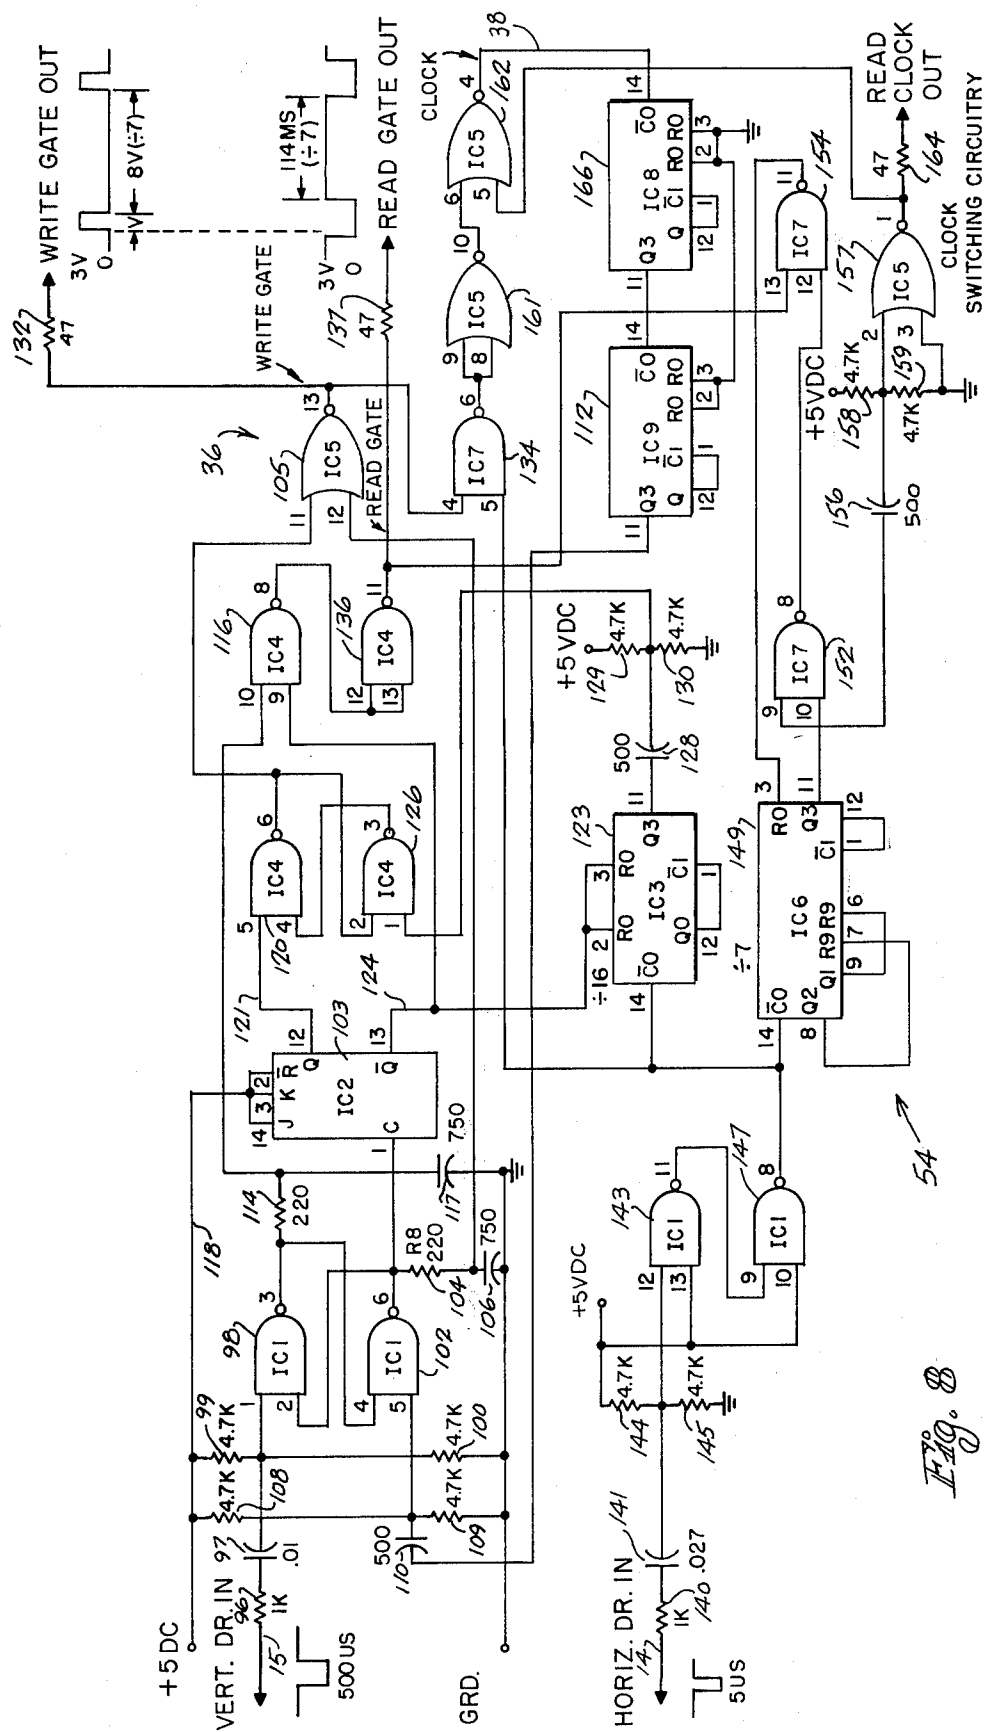 +5DC
VERT. DR. IN
96
1K
15
500US
97
.01
99
4.7K
4.7K
108
98
1
2
3
IC1
118
114
220
14
3
2
J K R̅
Q
12
IC2
103
C
1
Q̅
13
121
124
4
5
6
IC1
102
R8
220
104
117
750
750
106
4.7K
100
4.7K
109
500
110
GRD.
5
4
120
IC4
6
2
1
IC4
3
126
10
9
116
IC4
8
12
13
136
IC4
11
READ GATE
36
105
11
12
IC5
13
WRITE GATE
132
47
WRITE GATE OUT
3V
0
V
8V(÷7)
114MS
(÷7)
3V
0
137
47
READ GATE OUT
4
5
IC7
6
134
9
8
IC5
10
161
6
5
IC5
4
162
CLOCK
38
÷16
2
3
RO
RO
123
14
C̅O
IC3
Q3
11
QO
C̅1
12
1
500
128
+5VDC
129
4.7K
4.7K
130
112
11
Q3
IC9
C̅O
14
Q
C̅1
RO
RO
12
1
2
3
166
11
Q3
IC8
C̅O
14
Q
C̅1
RO
RO
12
1
2
3
HORIZ. DR. IN
14
1K
140
141
.027
5US
+5VDC
144
4.7K
4.7K
145
12
13
143
IC1
11
9
10
IC1
8
147
54
÷7
149
14
C̅O
RO
3
8
Q2
IC6
Q3
11
Q1
R9
R9
C̅1
9
7
6
1
12
9
10
IC7
8
152
156
500
+5VDC
158
4.7K
159
4.7K
13
12
IC7
11
154
157
2
3
IC5
1
47
164
READ
CLOCK
OUT
CLOCK
SWITCHING CIRCUITRY
Fig. 8